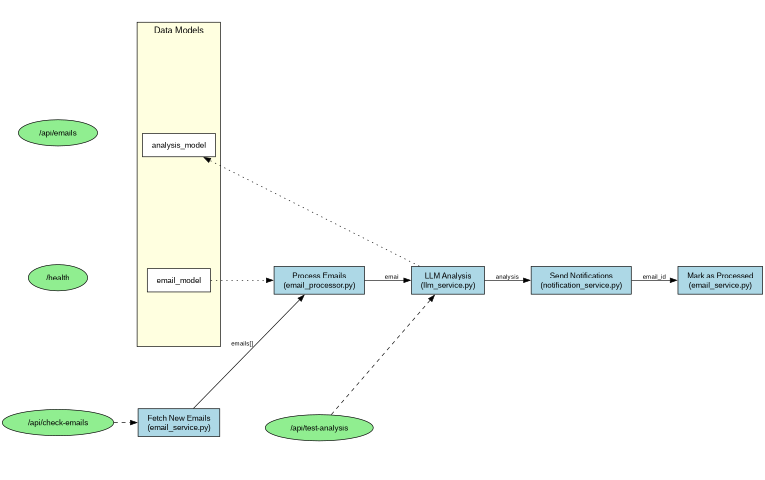 Data Models
/api/emails
analysis_model
/health
email_model
Process Emails
(email_processor.py)
emai
LLM Analysis
(llm_service.py)
analysis
Send Notifications
(notification_service.py)
email_id
Mark as Processed
(email_service.py)
emails[]
/api/check-emails
Fetch New Emails
(email_service.py)
/api/test-analysis